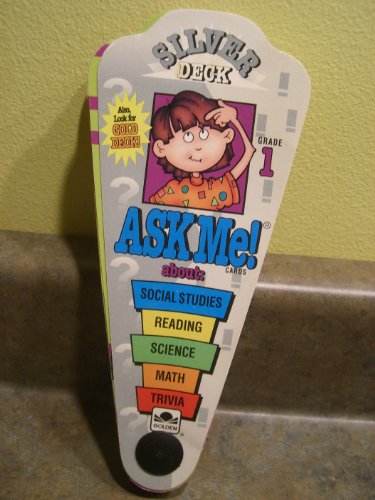 SILVER
DECK
Also,
Look for
GOLD
DECK!
GRADE
1
ASK Me!®
CARDS
about:
SOCIAL STUDIES
READING
SCIENCE
MATH
TRIVIA
GOLDEN®